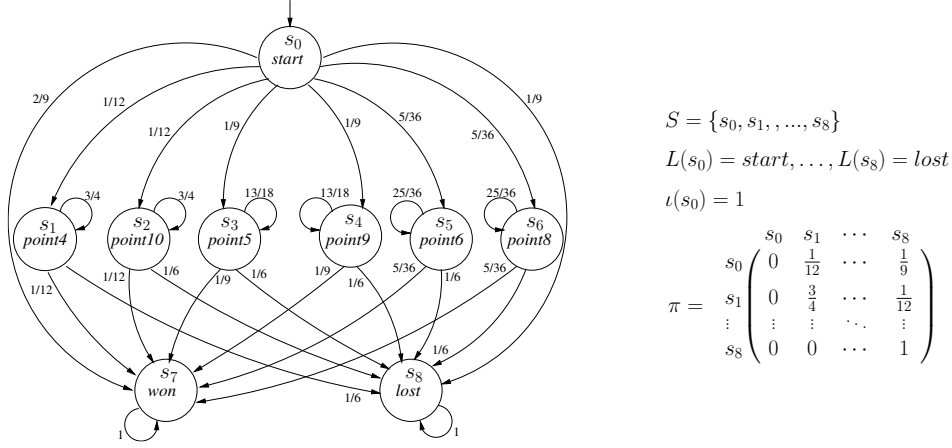 s0
start
2/9
1/12
1/12
1/9
1/9
5/36
5/36
1/9
3/4
3/4
13/18
13/18
25/36
25/36
s1
point4
s2
point10
s3
point5
s4
point9
s5
point6
s6
point8
1/12
1/12
1/6
1/9
1/6
1/9
1/6
5/36
1/6
5/36
1/6
1/6
s7
won
s8
lost
1
1
S = {s0, s1, , ..., s8}
L(s0) = start, . . . , L(s8) = lost
ι(s0) = 1
s0 s1 ⋯ s8
s0 0 1/12 ⋯ 1/9
π = s1 0 3/4 ⋯ 1/12
⋮ ⋮ ⋮ ⋱ ⋮
s8 0 0 ⋯ 1